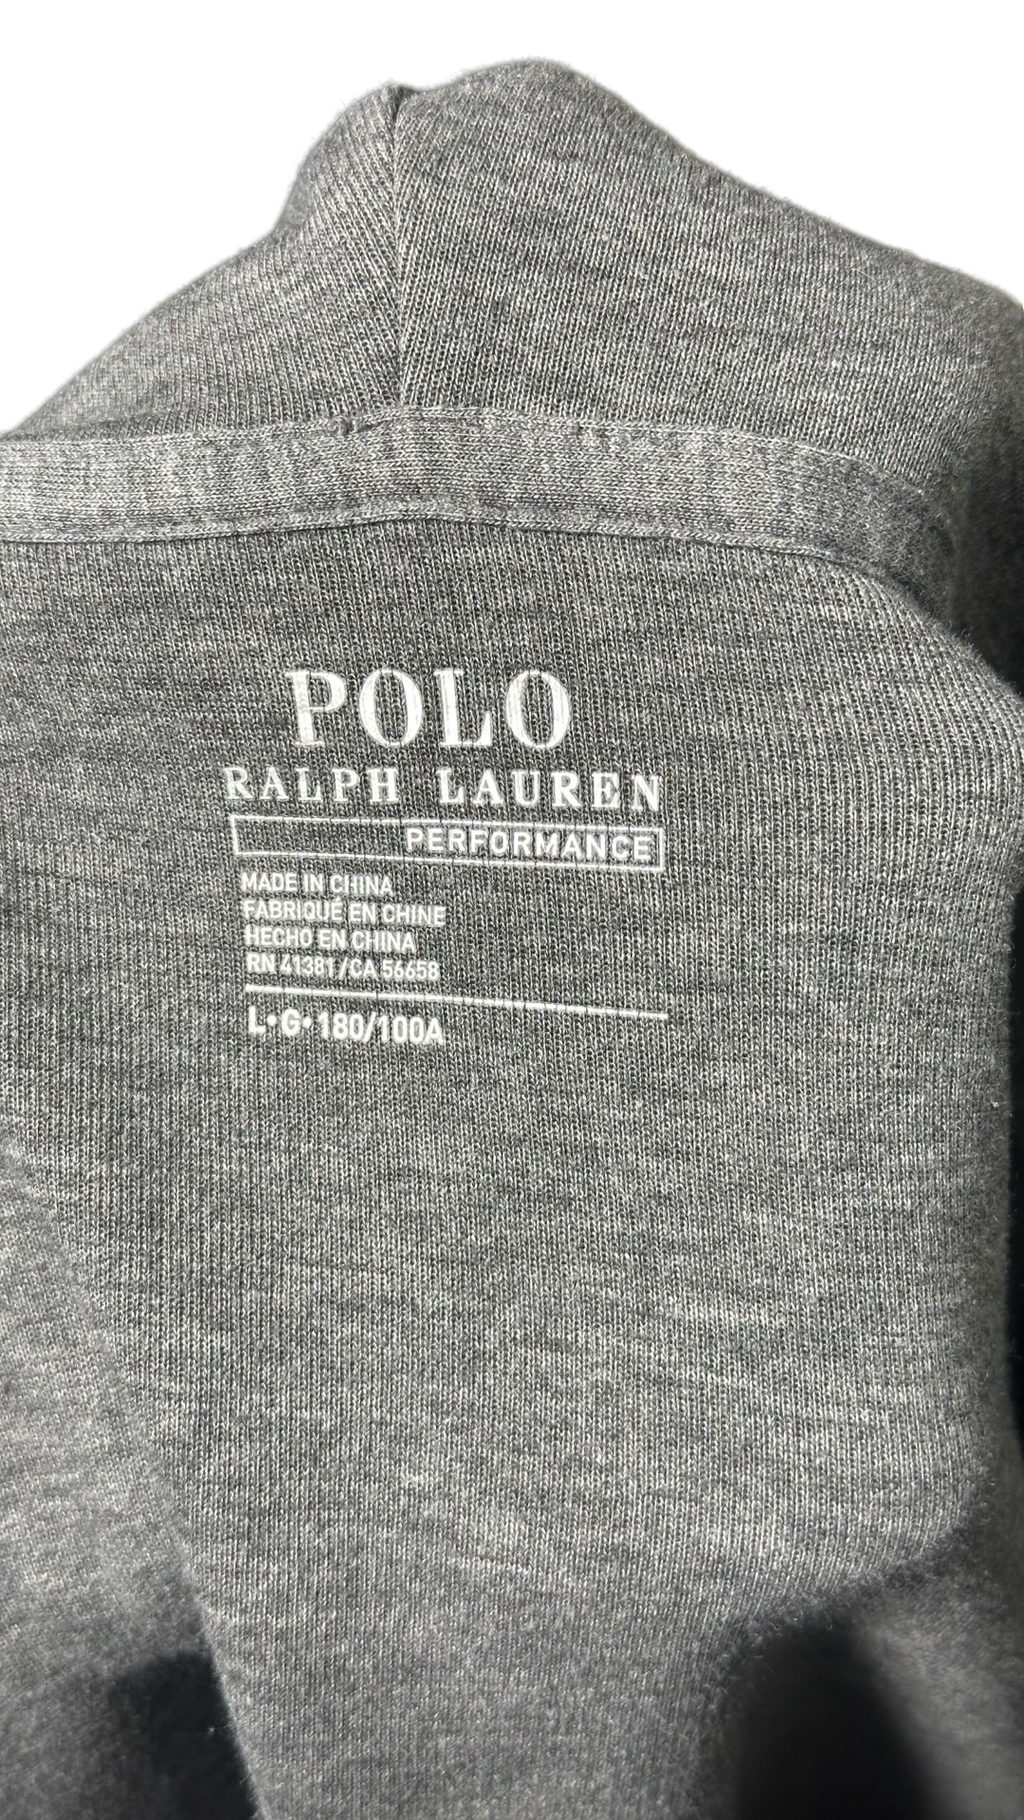 POLO
RALPH LAUREN
PERFORMANCE
MADE IN CHINA
FABRIQUÉ EN CHINE
HECHO EN CHINA
RN 41381/CA 56658
L•G•180/100A